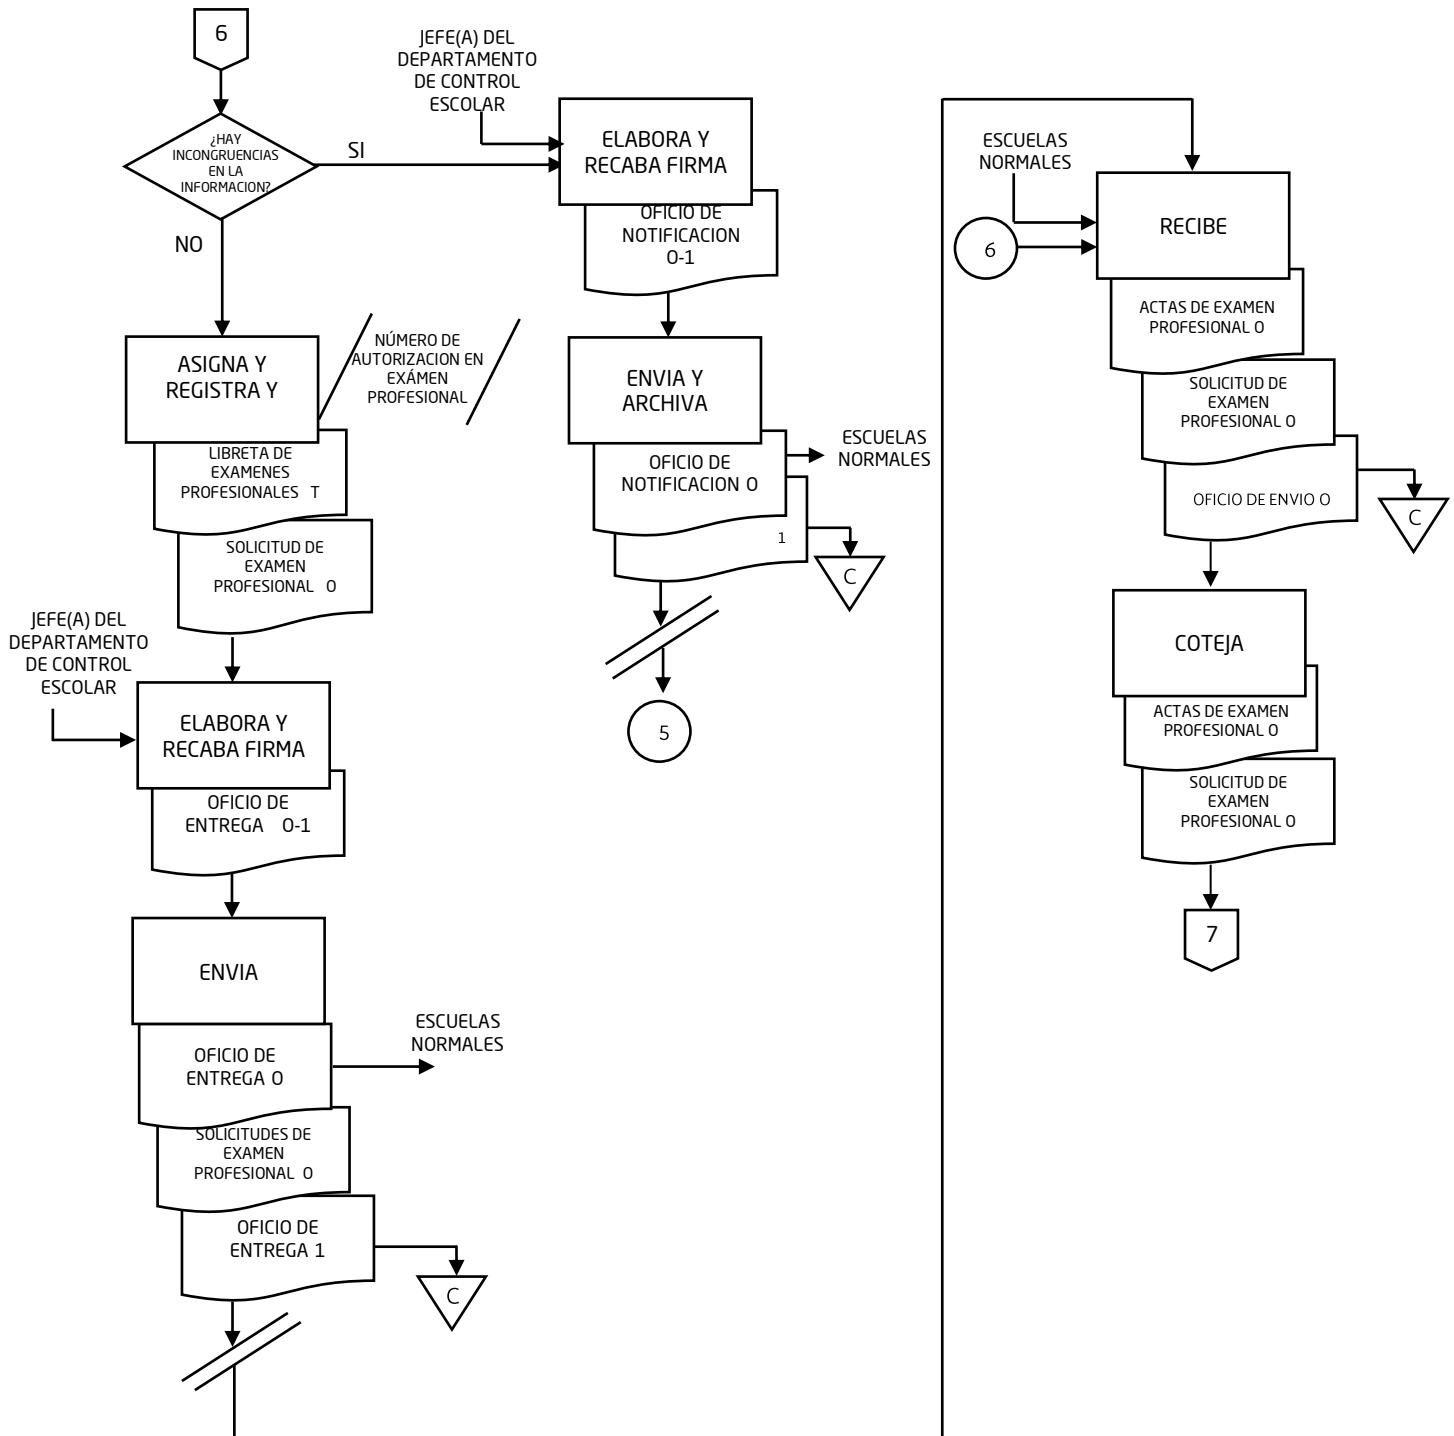 6
¿HAY
INCONGRUENCIAS
EN LA
INFORMACION?
SI
NO
JEFE(A) DEL
DEPARTAMENTO
DE CONTROL
ESCOLAR
ELABORA Y
RECABA FIRMA
OFICIO DE
NOTIFICACION
O-1
ASIGNA Y
REGISTRA Y
NÚMERO DE
AUTORIZACION EN
EXÁMEN
PROFESIONAL
LIBRETA DE
EXAMENES
PROFESIONALES T
SOLICITUD DE
EXAMEN
PROFESIONAL O
ENVIA Y
ARCHIVA
OFICIO DE
NOTIFICACION O
ESCUELAS
NORMALES
1
C
5
JEFE(A) DEL
DEPARTAMENTO
DE CONTROL
ESCOLAR
ELABORA Y
RECABA FIRMA
OFICIO DE
ENTREGA O-1
ENVIA
OFICIO DE
ENTREGA O
ESCUELAS
NORMALES
SOLICITUDES DE
EXAMEN
PROFESIONAL O
OFICIO DE
ENTREGA 1
C
ESCUELAS
NORMALES
6
RECIBE
ACTAS DE EXAMEN
PROFESIONAL O
SOLICITUD DE
EXAMEN
PROFESIONAL O
OFICIO DE ENVIO O
C
COTEJA
ACTAS DE EXAMEN
PROFESIONAL O
SOLICITUD DE
EXAMEN
PROFESIONAL O
7